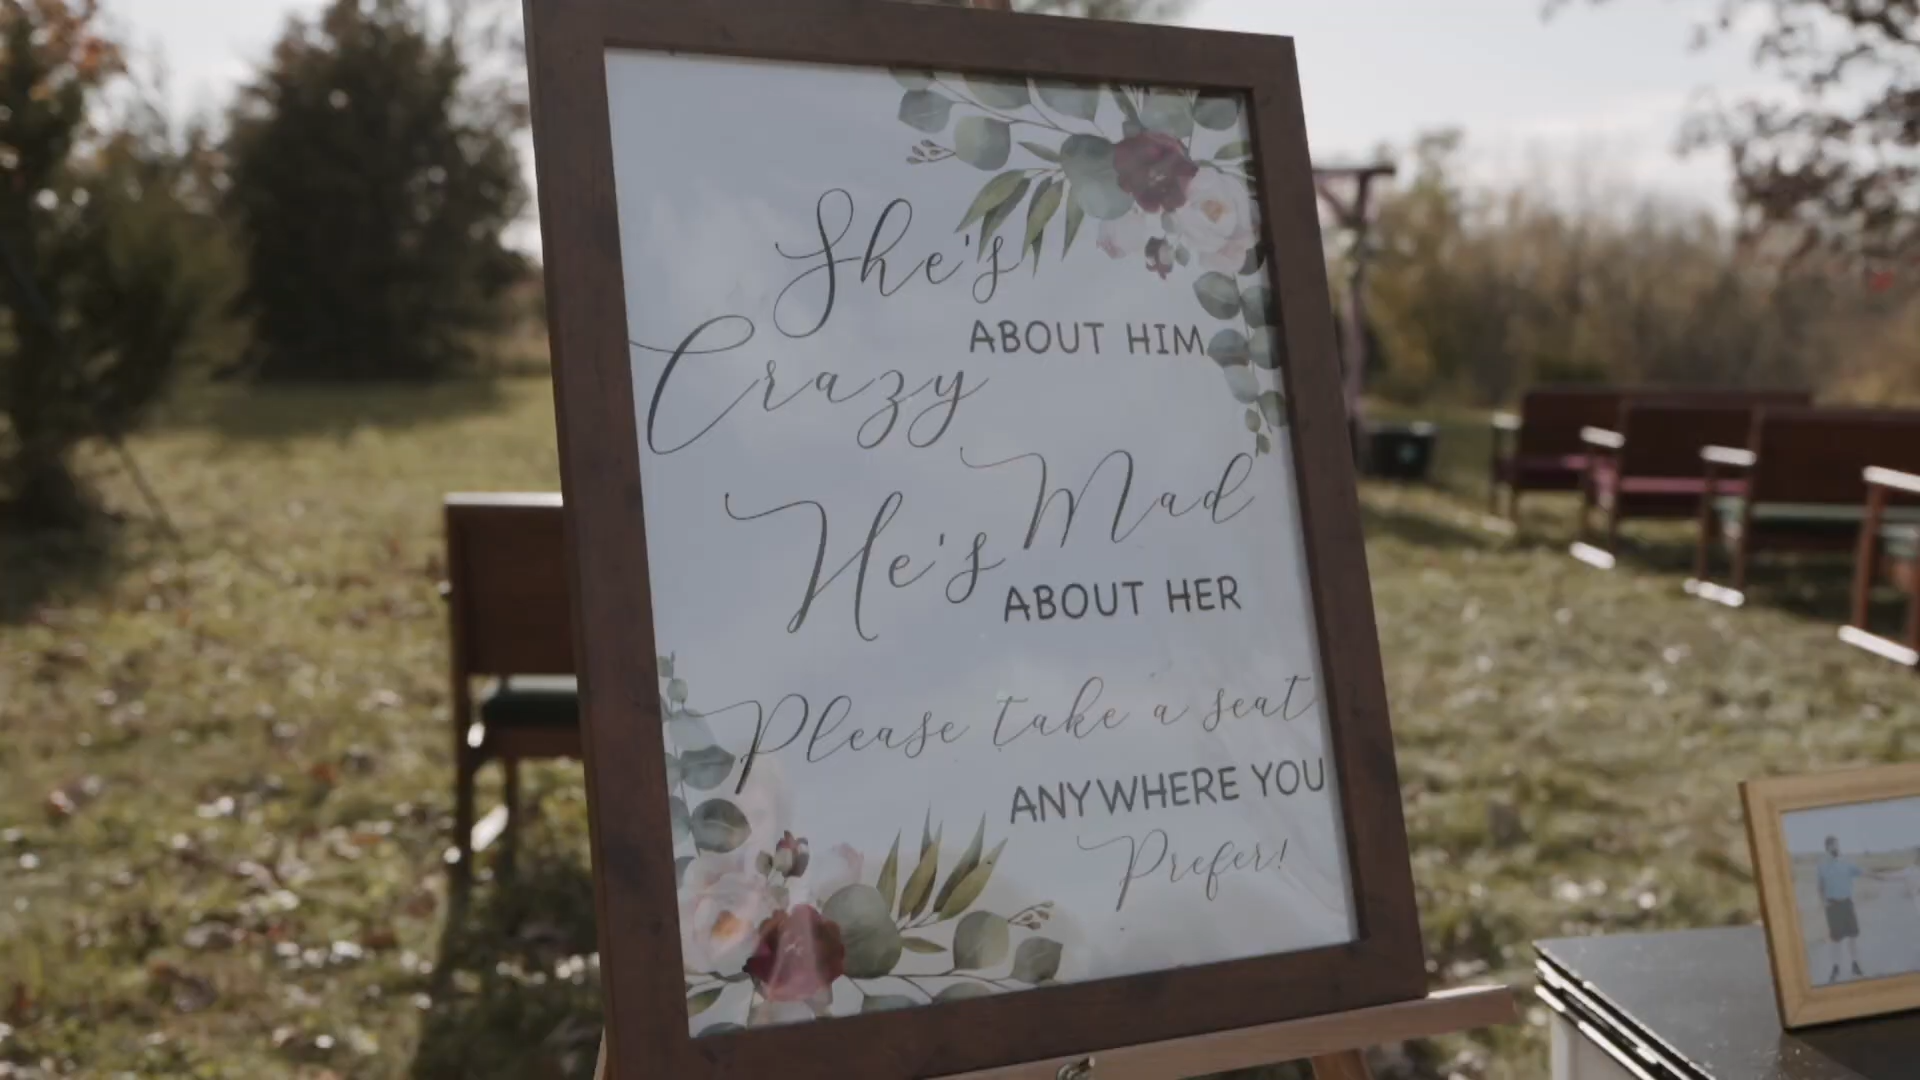 She's
ABOUT HIM
Crazy
He's Mad
ABOUT HER
Please take a seat
ANYWHERE YOU
Prefer!